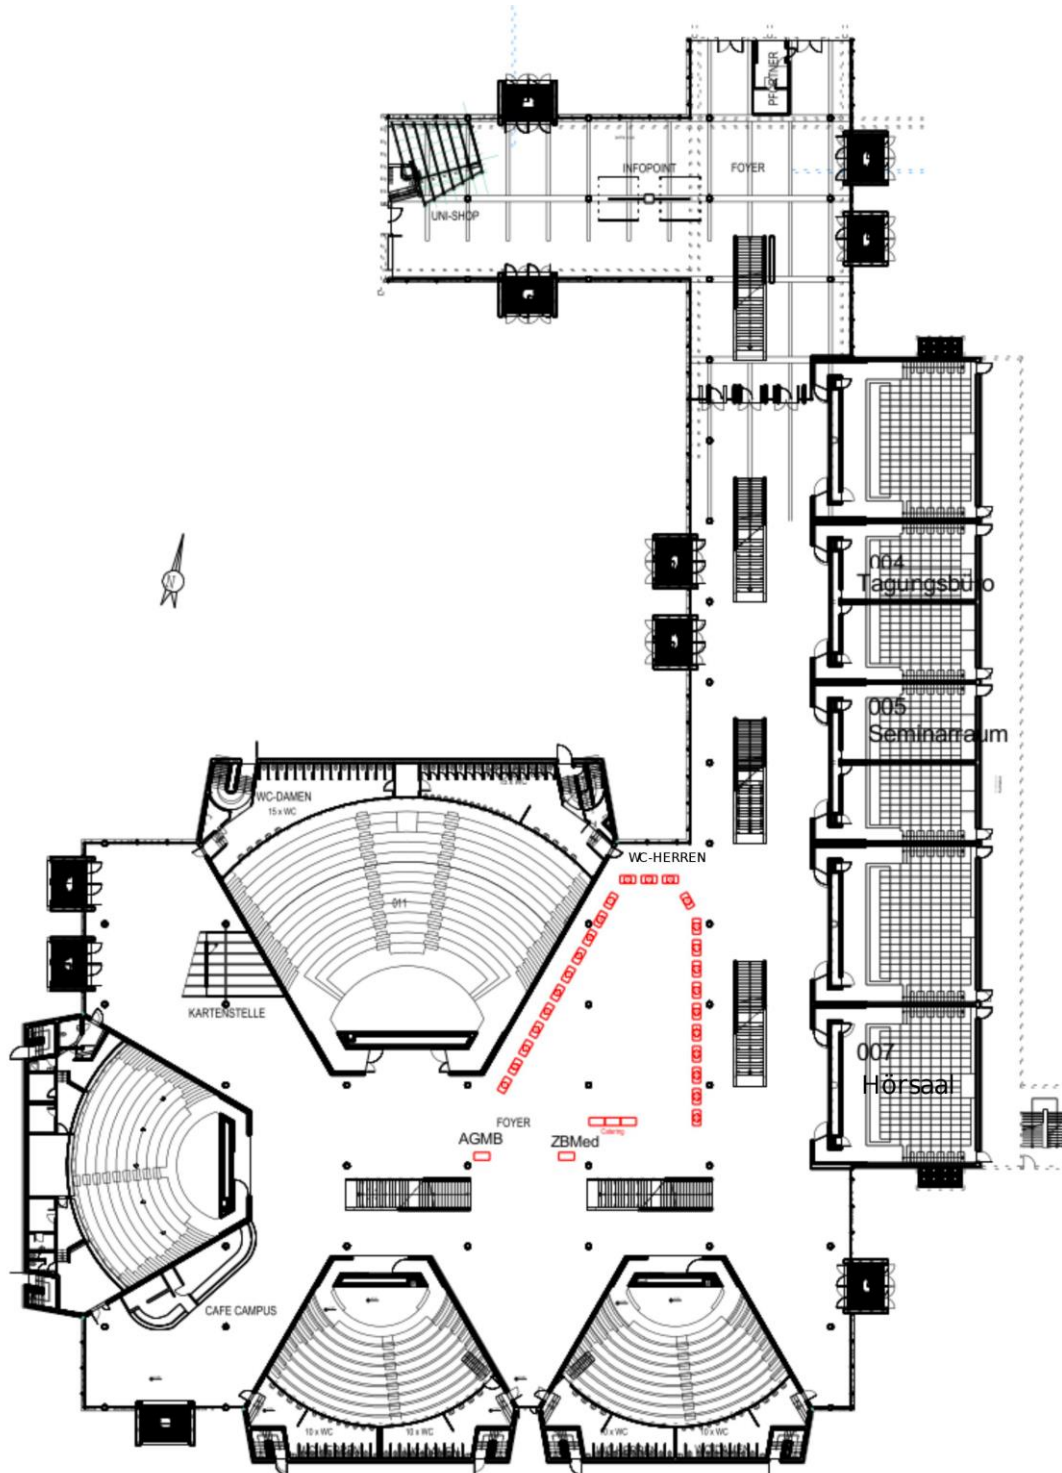 PFÖRTNER
INFOPOINT
FOYER
UNI-SHOP
N
004
Tagungsbüro
005
Seminarraum
WC-DAMEN
15 x WC
WC-HERREN
011
KARTENSTELLE
007
Hörsaal
FOYER
Catering
AGMB
ZBMed
CAFE CAMPUS
10 x WC
10 x WC
10 x WC
10 x WC